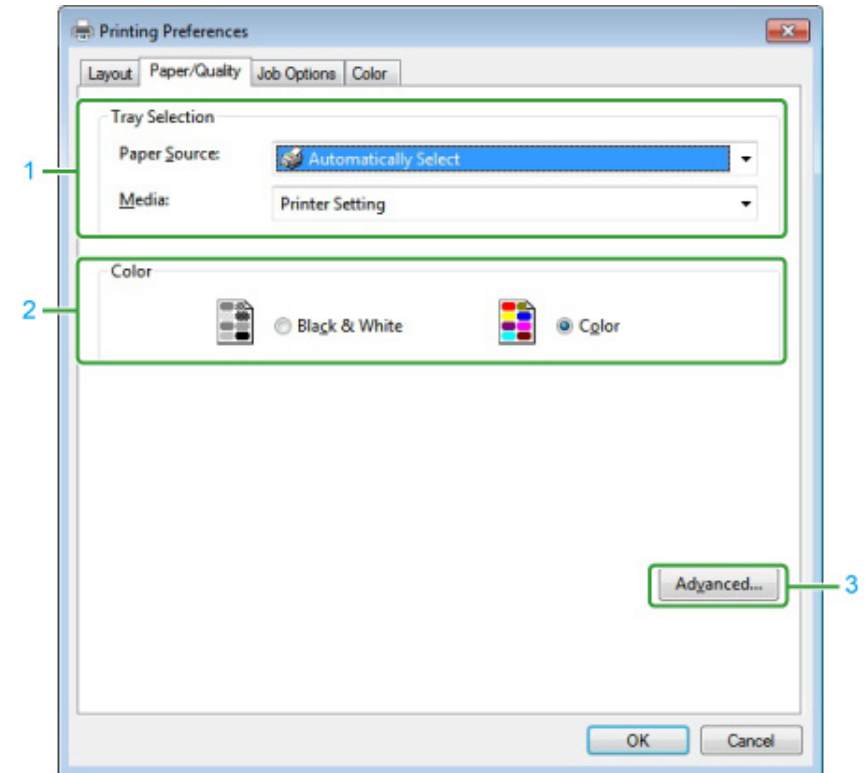 Printing Preferences
Layout Paper/Quality Job Options Color
Tray Selection
1
Paper Source: Automatically Select
Media: Printer Setting
Color
2
Black & White Color
Advanced... 3
OK Cancel